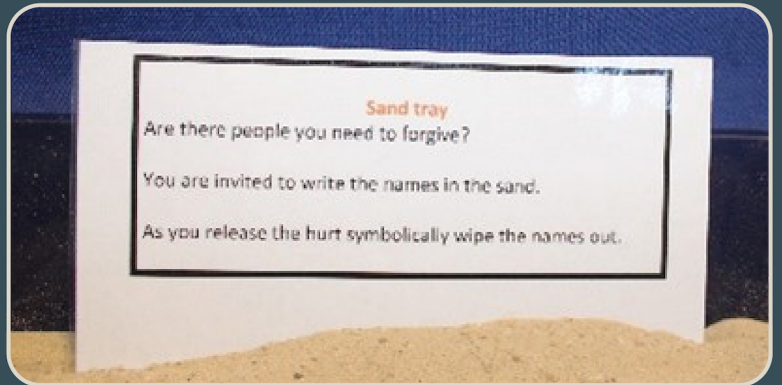 Sand tray
Are there people you need to forgive?
You are invited to write the names in the sand.
As you release the hurt symbolically wipe the names out.